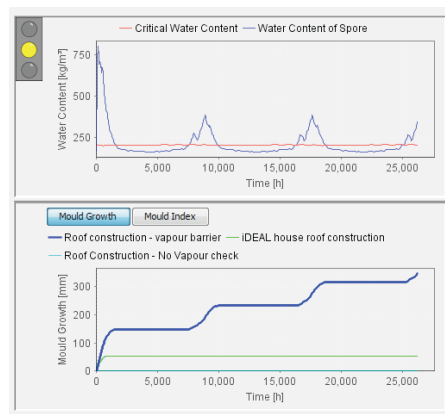 Critical Water Content Water Content of Spore
Water Content [kg/m³]
750
500
250
0 5,000 10,000 15,000 20,000 25,000
Time [h]
Mould Growth Mould Index
Roof construction - vapour barrier iDEAL house roof construction
Roof Construction - No Vapour check
Mould Growth [mm]
300
200
100
0
0 5,000 10,000 15,000 20,000 25,000
Time [h]